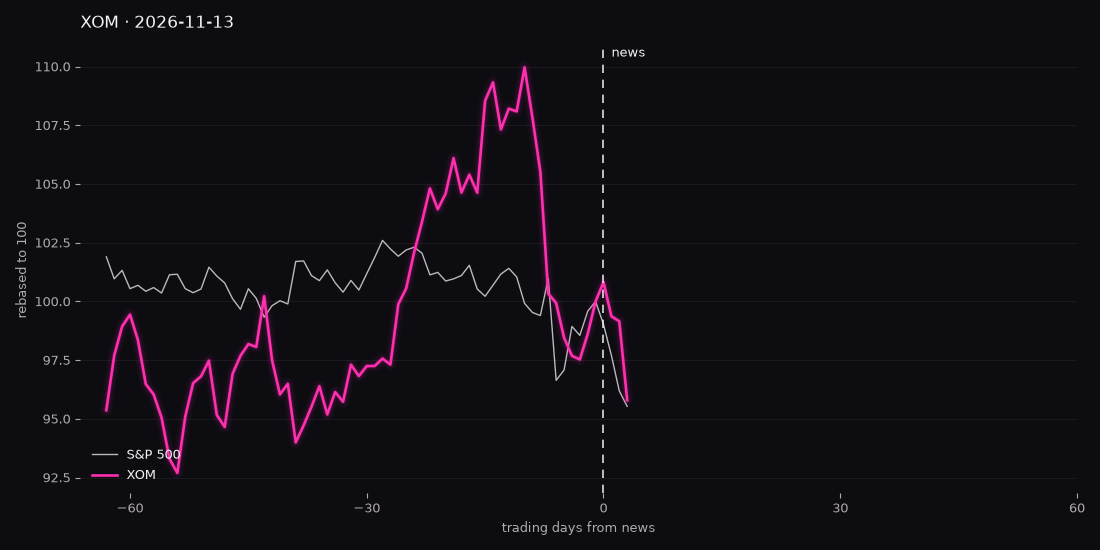 XOM · 2026-11-13
news
110.0
107.5
105.0
102.5
100.0
97.5
95.0
92.5
rebased to 100
S&P 500
XOM
−60
−30
0
30
60
trading days from news